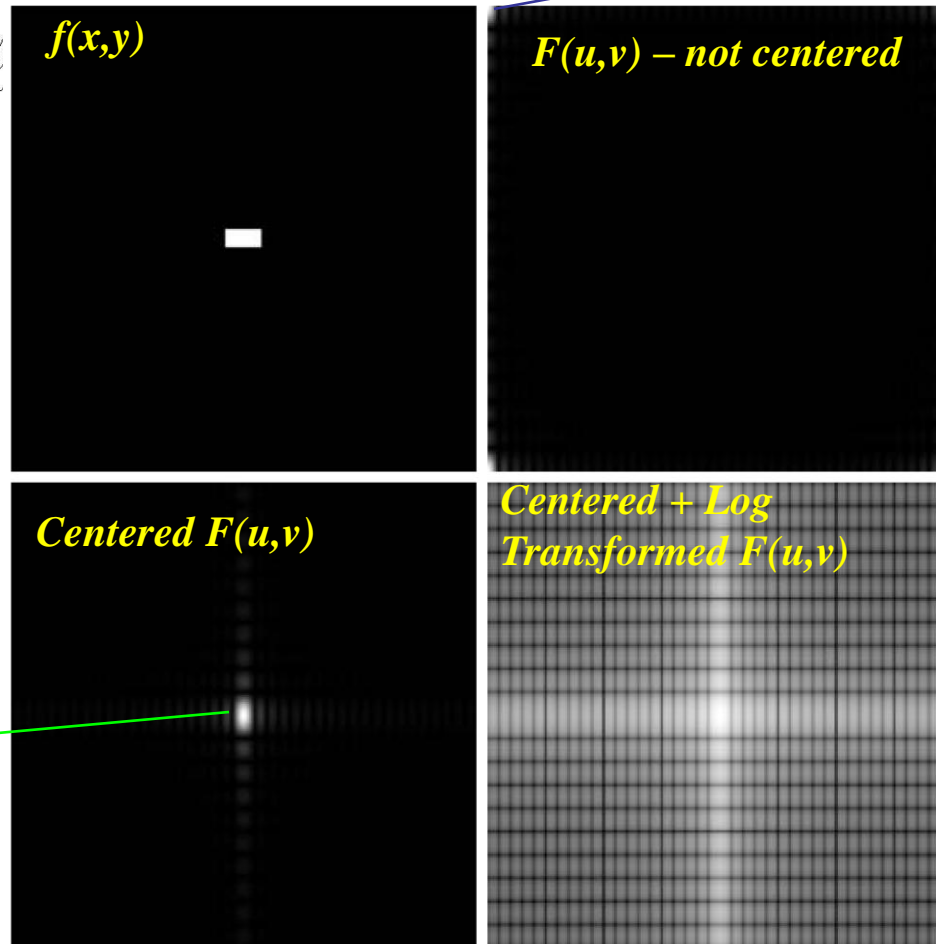 f(x,y)
F(u,v) – not centered
Centered F(u,v)
Centered + Log
Transformed F(u,v)